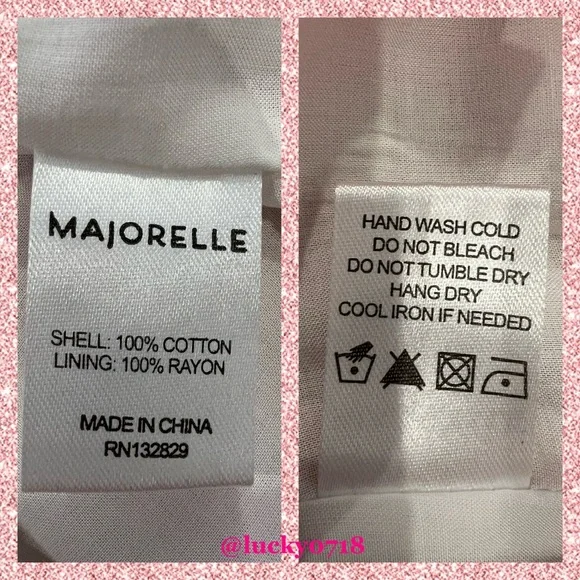 MAJORELLE
SHELL: 100% COTTON
LINING: 100% RAYON
MADE IN CHINA
RN132829
HAND WASH COLD
DO NOT BLEACH
DO NOT TUMBLE DRY
HANG DRY
COOL IRON IF NEEDED
@lucky0718